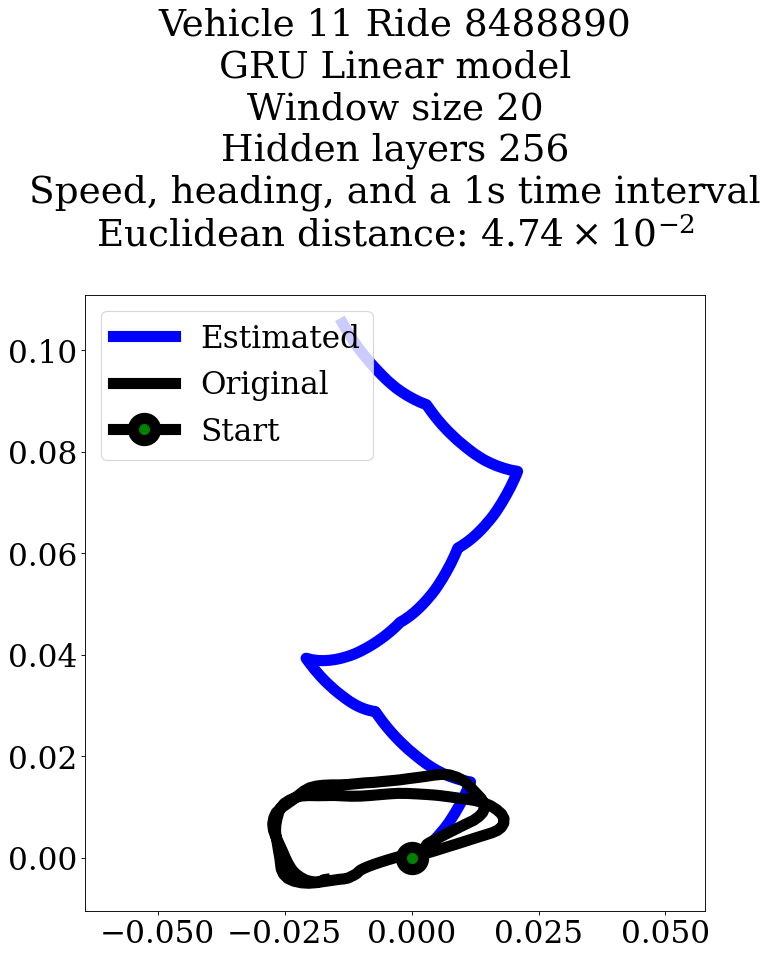 Vehicle 11 Ride 8488890
GRU Linear model
Window size 20
Hidden layers 256
Speed, heading, and a 1s time interval
Euclidean distance: 4.74 × 10⁻²
Estimated
Original
Start
0.10
0.08
0.06
0.04
0.02
0.00
−0.050 −0.025 0.000 0.025 0.050